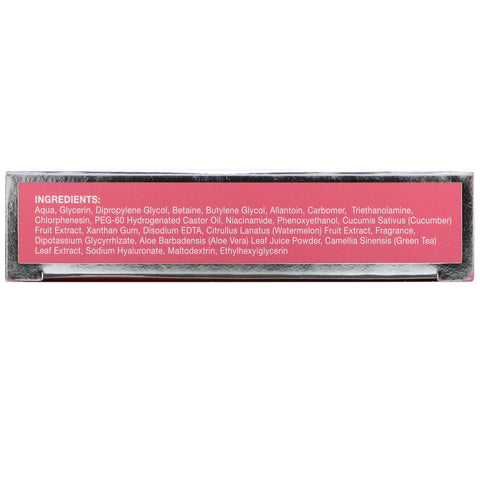 INGREDIENTS:
Aqua, Glycerin, Dipropylene Glycol, Betaine, Butylene Glycol, Allantoin, Carbomer, Triethanolamine,
Chlorphenesin, PEG-60 Hydrogenated Castor Oil, Niacinamide, Phenoxyethanol, Cucumis Sativus (Cucumber)
Fruit Extract, Xanthan Gum, Disodium EDTA, Citrullus Lanatus (Watermelon) Fruit Extract, Fragrance,
Dipotassium Glycyrrhizate, Aloe Barbadensis (Aloe Vera) Leaf Juice Powder, Camellia Sinensis (Green Tea)
Leaf Extract, Sodium Hyaluronate, Maltodextrin, Ethylhexylglycerin